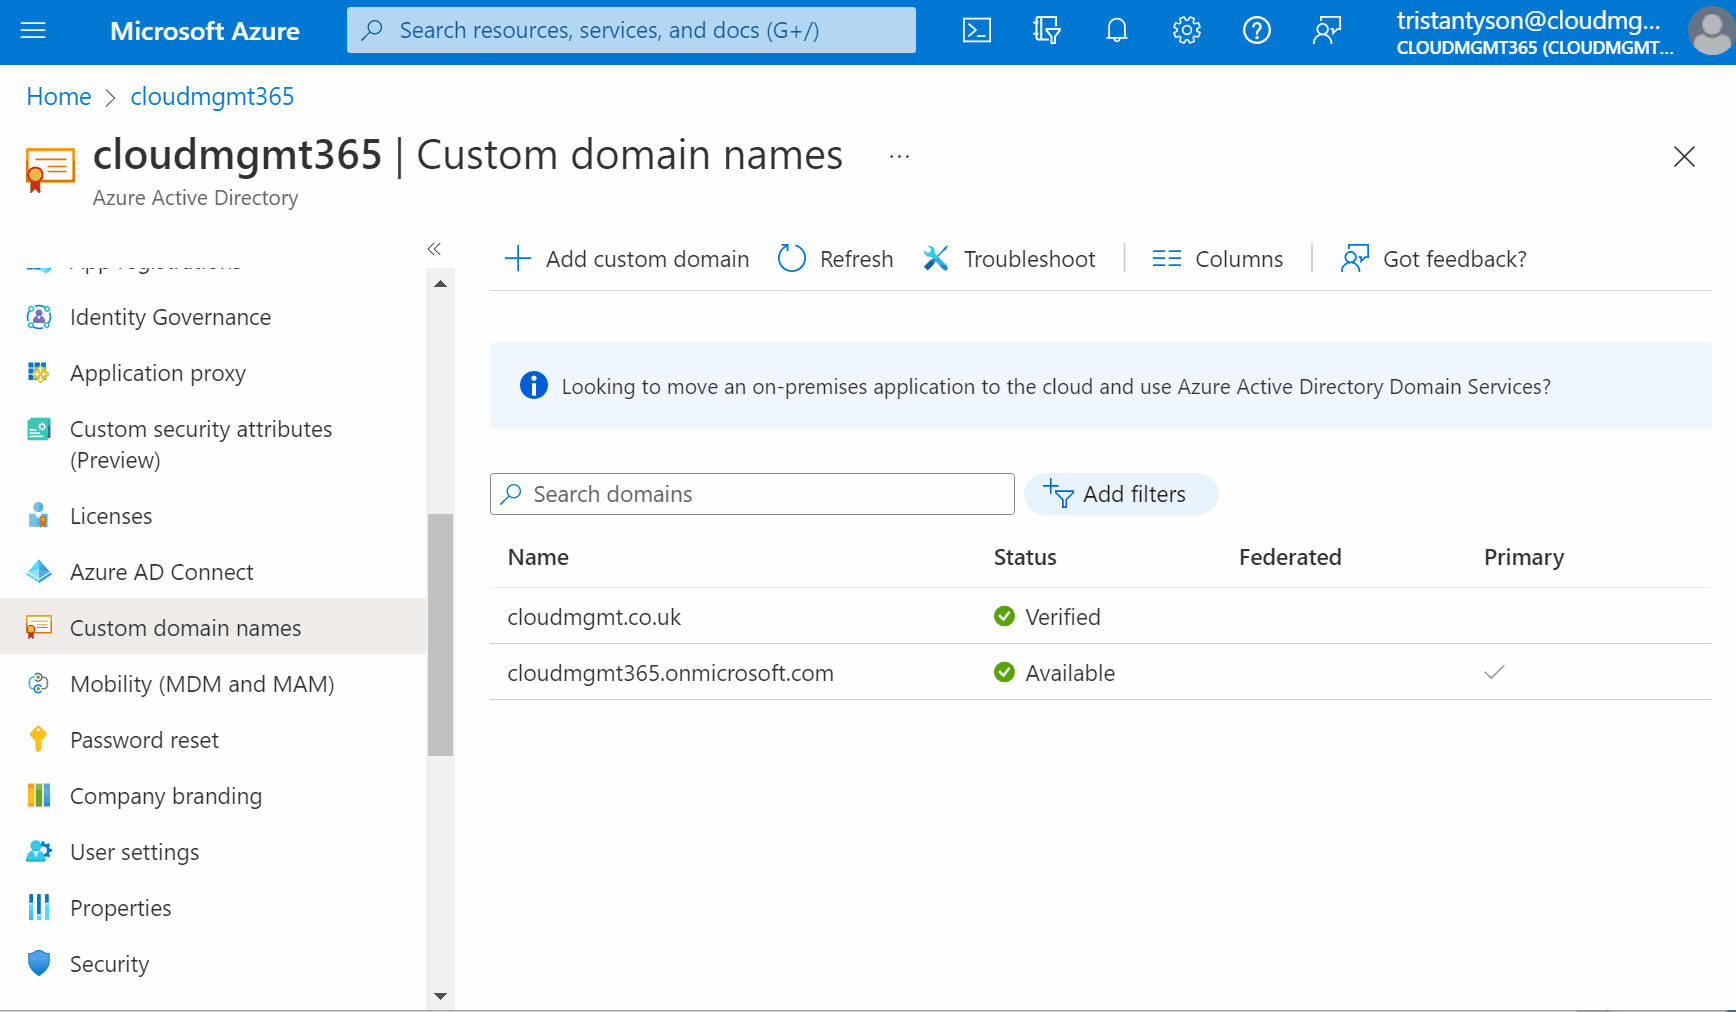 Microsoft Azure
Search resources, services, and docs (G+/)
tristantyson@cloudmg...
CLOUDMGMT365 (CLOUDMGMT...
Home > cloudmgmt365
cloudmgmt365 | Custom domain names ...
Azure Active Directory
«
App registrations
Identity Governance
Application proxy
Custom security attributes
(Preview)
Licenses
Azure AD Connect
Custom domain names
Mobility (MDM and MAM)
Password reset
Company branding
User settings
Properties
Security
Add custom domain
Refresh
Troubleshoot
Columns
Got feedback?
Looking to move an on-premises application to the cloud and use Azure Active Directory Domain Services?
Search domains
Add filters
Name Status Federated Primary
cloudmgmt.co.uk Verified
cloudmgmt365.onmicrosoft.com Available